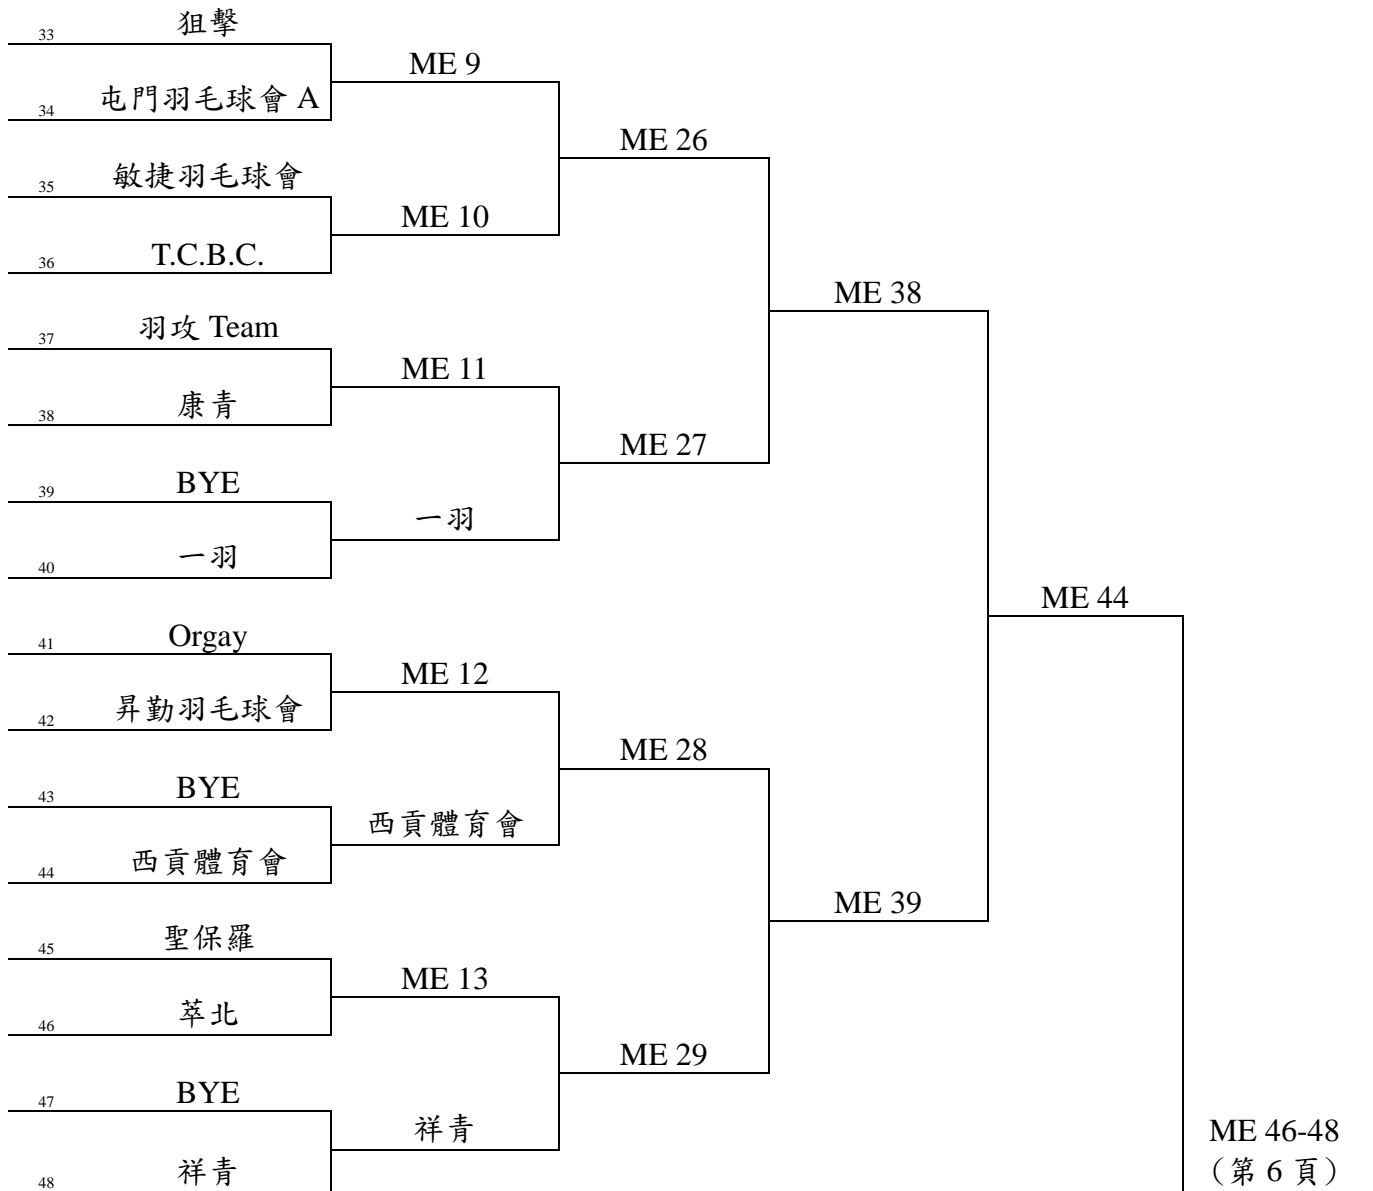 33 狙擊
ME 9
34 屯門羽毛球會 A
ME 26
35 敏捷羽毛球會
ME 10
36 T.C.B.C.
ME 38
37 羽攻 Team
ME 11
38 康青
ME 27
39 BYE
一羽
40 一羽
ME 44
41 Orgay
ME 12
42 昇勤羽毛球會
ME 28
43 BYE
西貢體育會
44 西貢體育會
ME 39
45 聖保羅
ME 13
46 萃北
ME 29
47 BYE
祥青
48 祥青
ME 46-48
（第 6 頁）